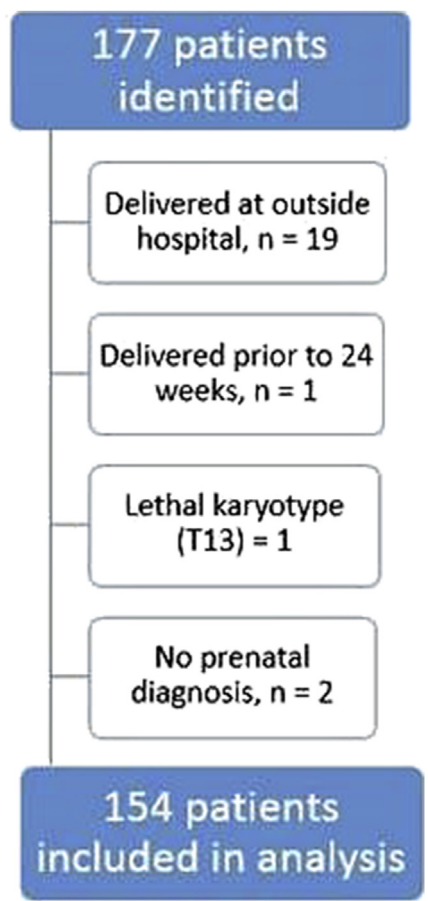 177 patients
identified
Delivered at outside
hospital, n = 19
Delivered prior to 24
weeks, n = 1
Lethal karyotype
(T13) = 1
No prenatal
diagnosis, n = 2
154 patients
included in analysis